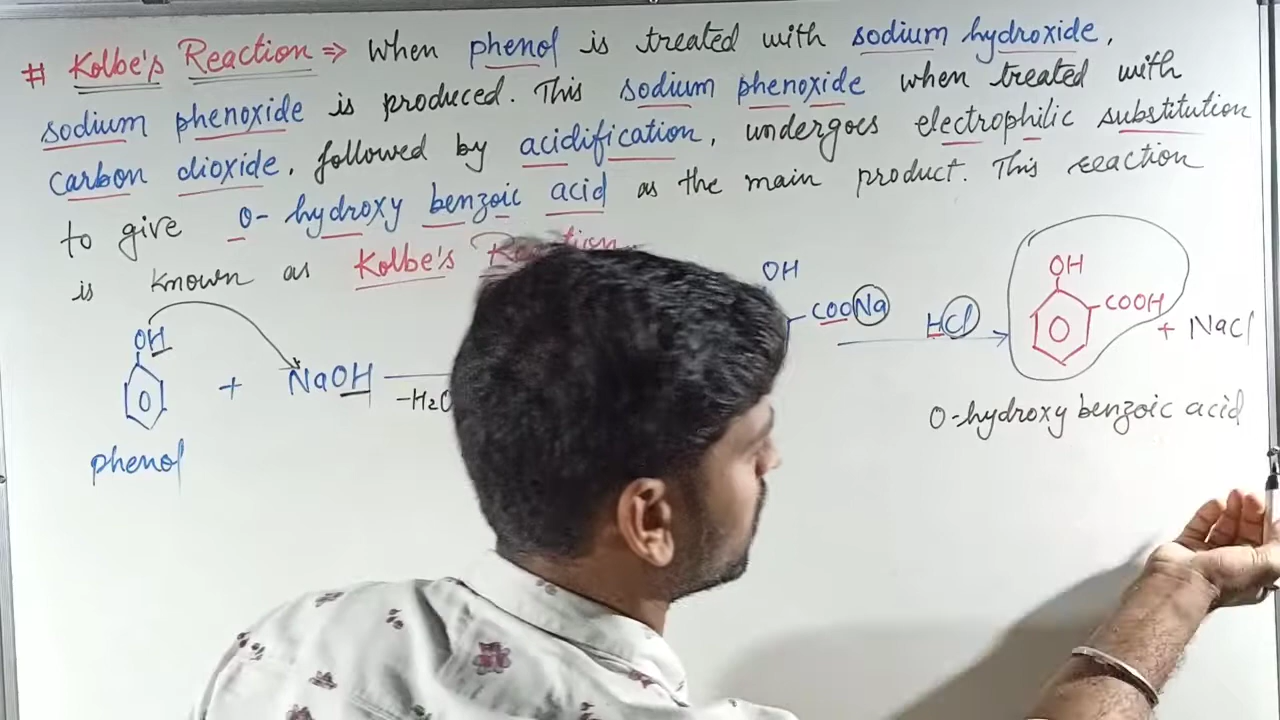 # Kolbe's Reaction ⇒ When phenol is treated with sodium hydroxide,
sodium phenoxide is produced. This sodium phenoxide when treated with
carbon dioxide, followed by acidification, undergoes electrophilic substitution
to give o- hydroxy benzoic acid as the main product. This reaction
is known as Kolbe's Reaction.
OH
O
phenol
+
NaOH
-H2O
OH
COONa
HCl
OH
COOH
O
+ NaCl
O-hydroxy benzoic acid